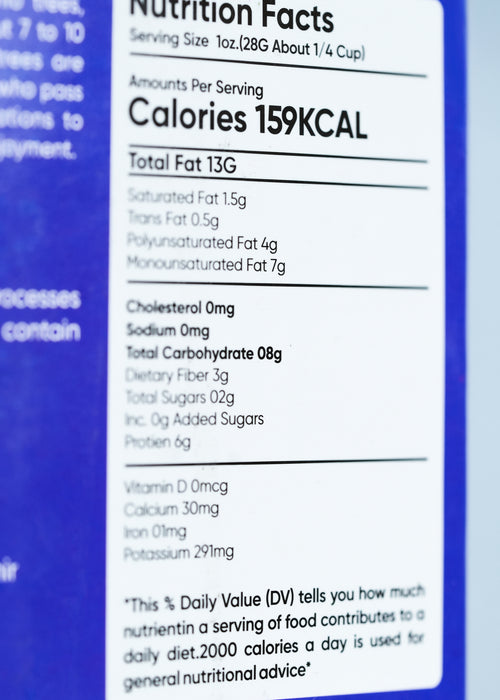 trees,
7 to 10
trees are
who pass
to
Nutrition Facts
Serving Size 1oz.(28G About 1/4 Cup)
Amounts Per Serving
Calories 159KCAL
Total Fat 13G
Saturated Fat 1.5g
Trans Fat 0.5g
Polyunsaturated Fat 4g
Monounsaturated Fat 7g
Cholesterol 0mg
Sodium 0mg
Total Carbohydrate 08g
Dietary Fiber 3g
Total Sugars 02g
Inc. 0g Added Sugars
Protien 6g
Vitamin D 0mcg
Calcium 30mg
Iron 01mg
Potassium 291mg
*This % Daily Value (DV) tells you how much
nutrientin a serving of food contributes to a
daily diet.2000 calories a day is used for
general nutritional advice*
rocesses
contain